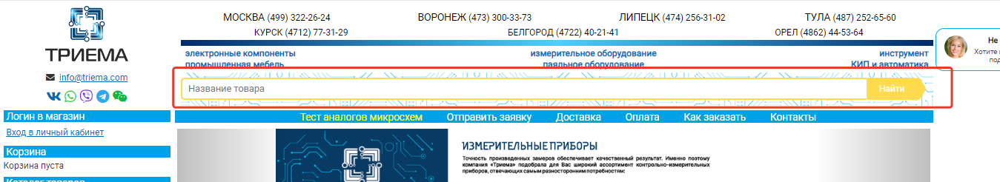 ТРИЕМА
info@triema.com
Логин в магазин
Вход в личный кабинет
Корзина
Корзина пуста
Каталог товаров
МОСКВА (499) 322-26-24 ВОРОНЕЖ (473) 300-33-73 ЛИПЕЦК (474) 256-31-02 ТУЛА (487) 252-65-60
КУРСК (4712) 77-31-29 БЕЛГОРОД (4722) 40-21-41 ОРЕЛ (4862) 44-53-64
электронные компоненты измерительное оборудование инструмент
промышленная мебель паяльное оборудование КИП и автоматика
Название товара Найти
Тест аналогов микросхем Отправить заявку Доставка Оплата Как заказать Контакты
ИЗМЕРИТЕЛЬНЫЕ ПРИБОРЫ
Точность произведенных замеров обеспечивает качественный результат. Именно поэтому
компания «Триема» подобрала для Вас широкий ассортимент контрольно-измерительных
приборов, отвечающих самым разносторонним потребностям:
Не
Хотите
под